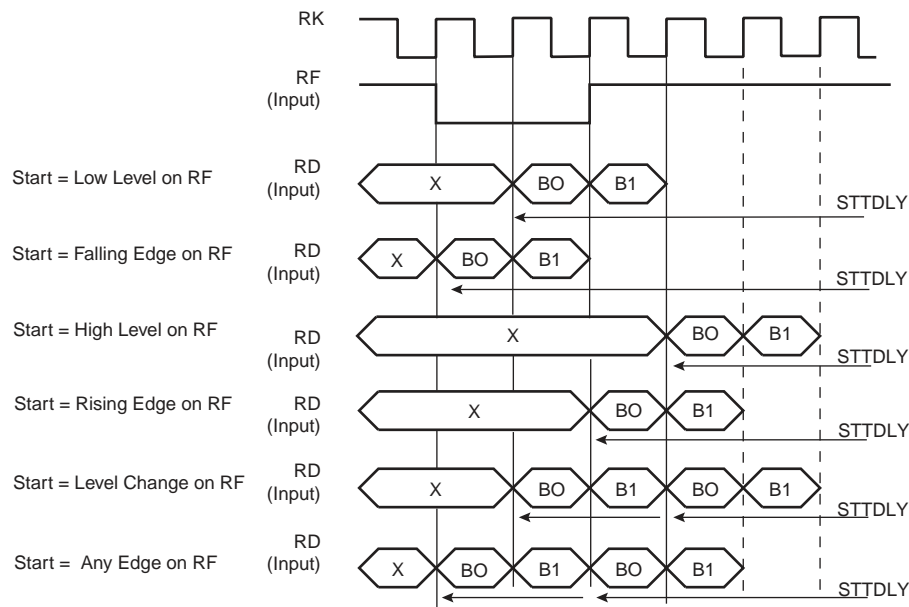 RK
RF
(Input)
Start = Low Level on RF
RD
(Input)
X
BO
B1
STTDLY
Start = Falling Edge on RF
RD
(Input)
X
BO
B1
STTDLY
Start = High Level on RF
RD
(Input)
X
BO
B1
STTDLY
Start = Rising Edge on RF
RD
(Input)
X
BO
B1
STTDLY
Start = Level Change on RF
RD
(Input)
X
BO
B1
BO
B1
STTDLY
Start = Any Edge on RF
RD
(Input)
X
BO
B1
BO
B1
STTDLY